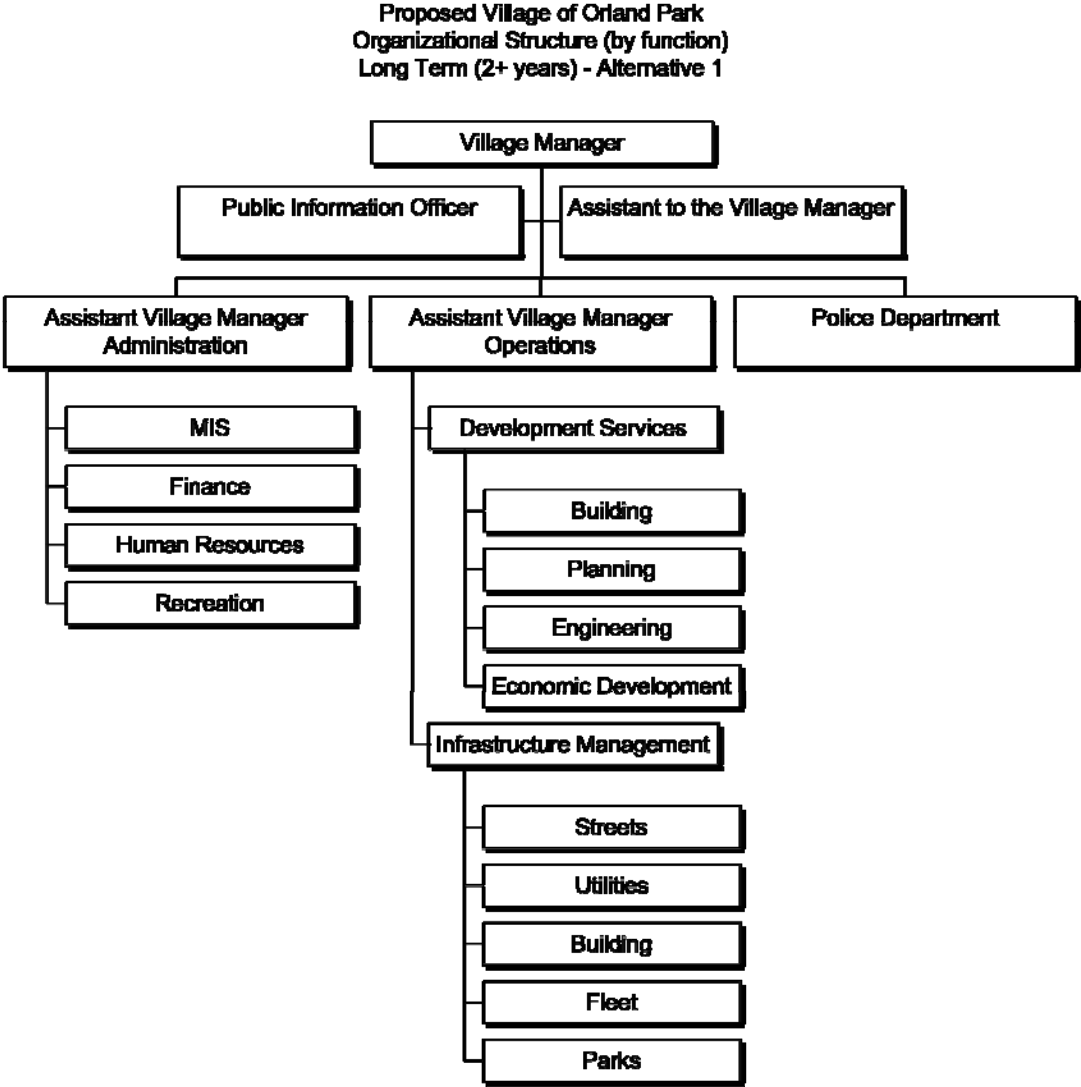 Proposed Village of Orland Park
Organizational Structure (by function)
Long Term (2+ years) - Alternative 1
Village Manager
Public Information Officer
Assistant to the Village Manager
Assistant Village Manager
Administration
Assistant Village Manager
Operations
Police Department
MIS
Finance
Human Resources
Recreation
Development Services
Building
Planning
Engineering
Economic Development
Infrastructure Management
Streets
Utilities
Building
Fleet
Parks